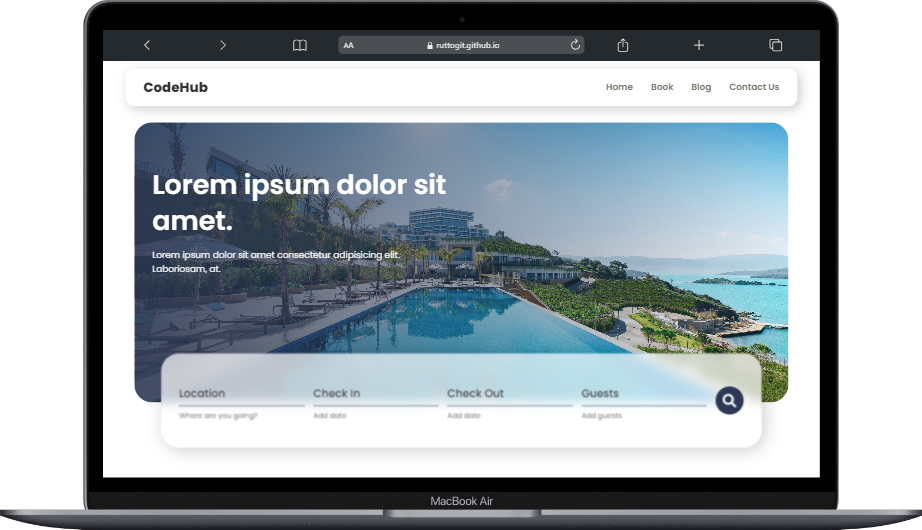 AA ruttogit.github.io
CodeHub
Home Book Blog Contact Us
Lorem ipsum dolor sit
amet.
Lorem ipsum dolor sit amet consectetur adipisicing elit.
Laboriosam, at.
Location Check In Check Out Guests
Where are you going? Add date Add date Add guests
MacBook Air